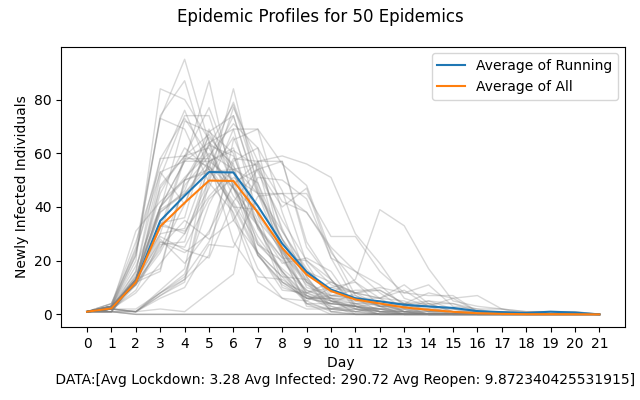 Epidemic Profiles for 50 Epidemics
Newly Infected Individuals
80
60
40
20
0
Average of Running
Average of All
0 1 2 3 4 5 6 7 8 9 10 11 12 13 14 15 16 17 18 19 20 21
Day
DATA:[Avg Lockdown: 3.28 Avg Infected: 290.72 Avg Reopen: 9.872340425531915]